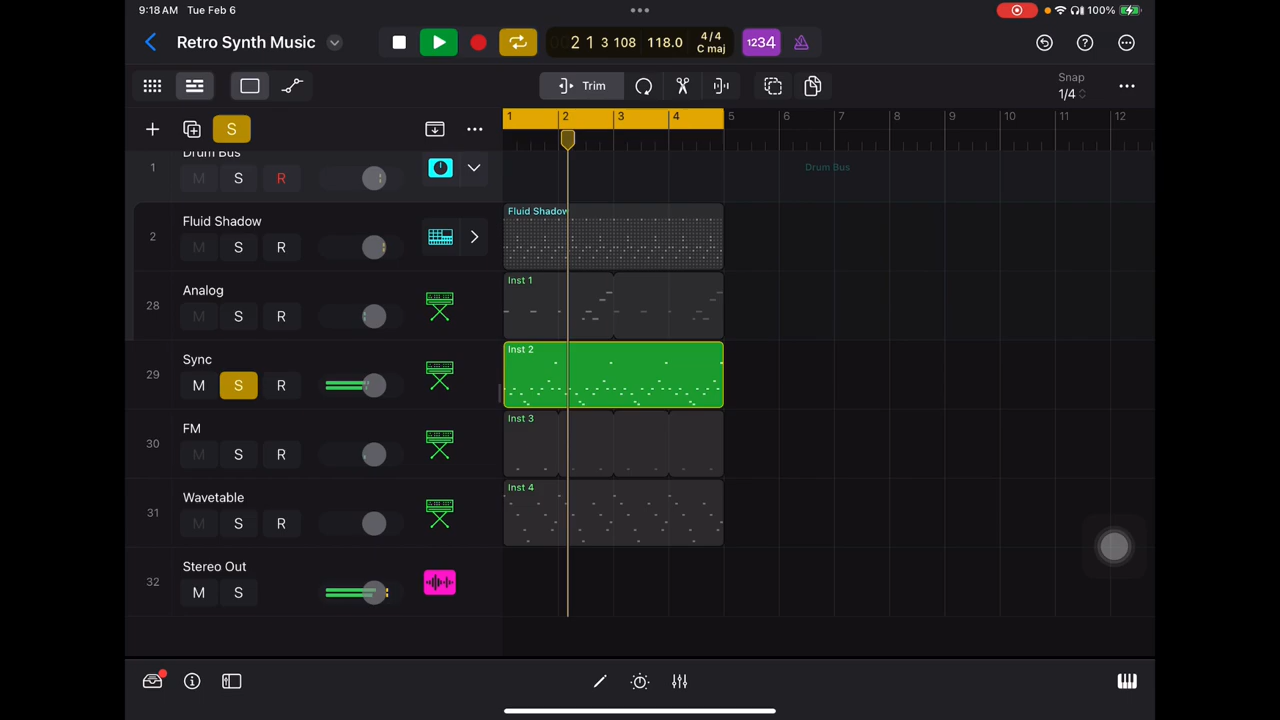 9:18 AM Tue Feb 6
100%
Retro Synth Music
2 1 3 108 118.0 4/4 C maj
1234
Trim
Snap
1/4
S
1 2 3 4 5 6 7 8 9 10 11 12
Drum Bus
1 M S R
Drum Bus
Fluid Shadow
2 M S R
Fluid Shadow
Analog
28 M S R
Inst 1
Sync
29 M S R
Inst 2
FM
30 M S R
Inst 3
Wavetable
31 M S R
Inst 4
Stereo Out
32 M S